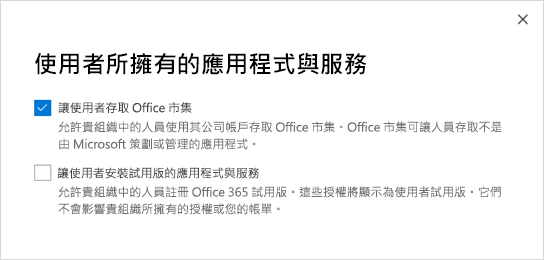 使用者所擁有的應用程式與服務
讓使用者存取 Office 市集
允許貴組織中的人員使用其公司帳戶存取 Office 市集。Office 市集可讓人員存取不是
由 Microsoft 策劃或管理的應用程式。
讓使用者安裝試用版的應用程式與服務
允許貴組織中的人員註冊 Office 365 試用版。這些授權將顯示為使用者試用版。它們
不會影響貴組織所擁有的授權或您的帳單。